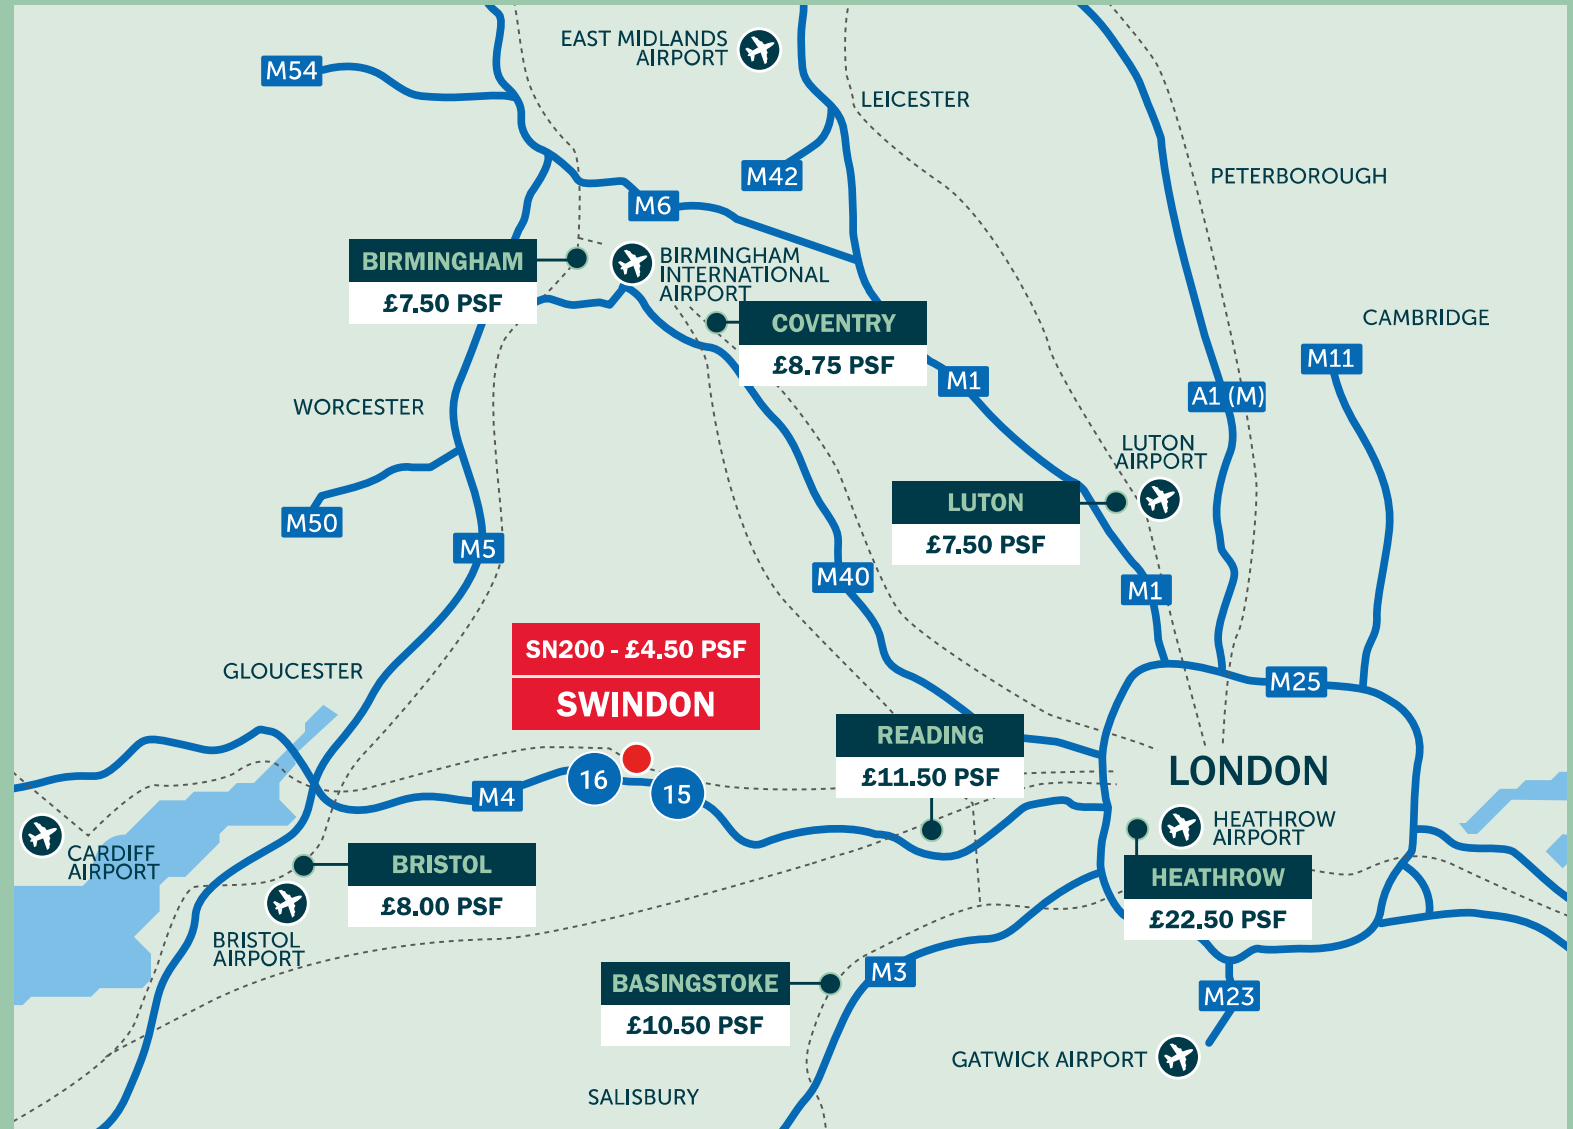 EAST MIDLANDS
AIRPORT
M54
LEICESTER
M42
PETERBOROUGH
M6
BIRMINGHAM
£7.50 PSF
BIRMINGHAM
INTERNATIONAL
AIRPORT
COVENTRY
£8.75 PSF
CAMBRIDGE
M11
M1
A1 (M)
WORCESTER
LUTON
AIRPORT
LUTON
£7.50 PSF
M50
M5
M40
M1
SN200 - £4.50 PSF
SWINDON
GLOUCESTER
M25
READING
£11.50 PSF
LONDON
16
15
M4
HEATHROW
AIRPORT
CARDIFF
AIRPORT
BRISTOL
£8.00 PSF
HEATHROW
£22.50 PSF
BRISTOL
AIRPORT
M3
BASINGSTOKE
£10.50 PSF
M23
GATWICK AIRPORT
SALISBURY